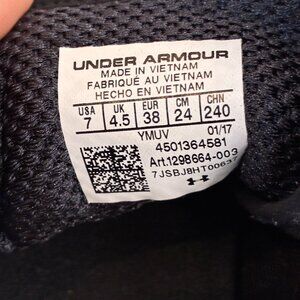 UNDER ARMOUR
MADE IN VIETNAM
FABRIQUÉ AU VIETNAM
HECHO EN VIETNAM
USA UK EUR CM CHN
7 4.5 38 24 240
YMUV 01/17
4501364581
Art.1298664-003
7JSBJ8HT00637